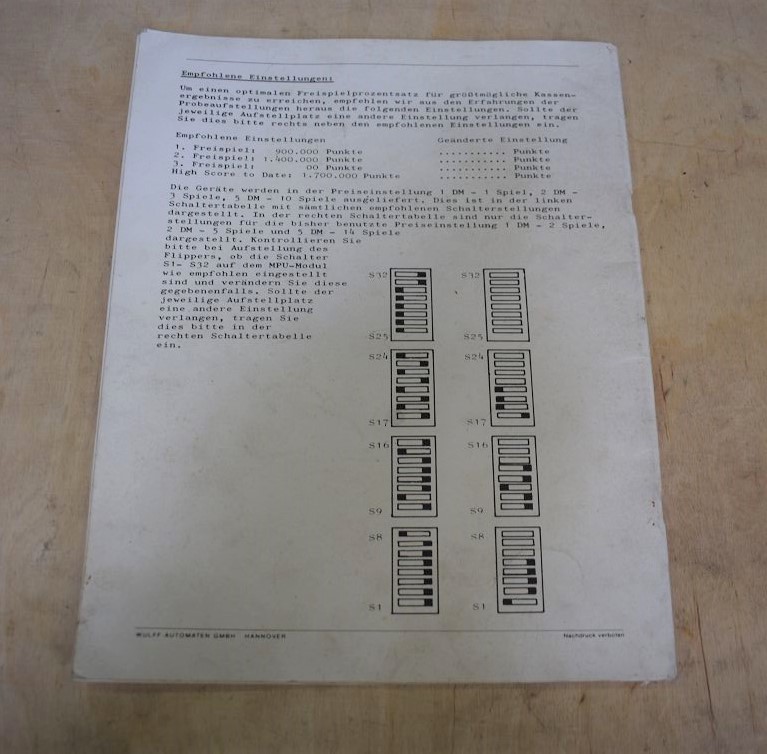 Empfohlene Einstellungen:
Um einen optimalen Freispielprozentsatz für größtmögliche Kassen-
ergebnisse zu erreichen, empfehlen wir aus den Erfahrungen der
Probeaufstellungen heraus die folgenden Einstellungen. Sollte der
jeweilige Aufstellplatz eine andere Einstellung verlangen, tragen
Sie dies bitte rechts neben den empfohlenen Einstellungen ein.
Empfohlene Einstellungen Geänderte Einstellung
1. Freispiel: 900.000 Punkte ........... Punkte
2. Freispiel: 1.400.000 Punkte ........... Punkte
3. Freispiel: 00 Punkte ........... Punkte
High Score to Date: 1.700.000 Punkte ........... Punkte
Die Geräte werden in der Preiseinstellung 1 DM - 1 Spiel, 2 DM -
3 Spiele, 5 DM - 10 Spiele ausgeliefert. Dies ist in der linken
Schaltertabelle mit sämtlichen empfohlenen Schalterstellungen
dargestellt. In der rechten Schaltertabelle sind nur die Schalter-
stellungen für die bisher benutzte Preiseinstellung 1 DM - 2 Spiele,
2 DM - 5 Spiele und 5 DM - 14 Spiele
dargestellt. Kontrollieren Sie
bitte bei Aufstellung des
Flippers, ob die Schalter
S1- S32 auf dem MPU-Modul
wie empfohlen eingestellt
sind und verändern Sie diese
gegebenenfalls. Sollte der
jeweilige Aufstellplatz
eine andere Einstellung
verlangen, tragen Sie
dies bitte in der
rechten Schaltertabelle
ein.
S32 S32
S25 S25
S24 S24
S17 S17
S16 S16
S9 S9
S8 S8
S1 S1
WULFF-AUTOMATEN GMBH HANNOVER Nachdruck verboten